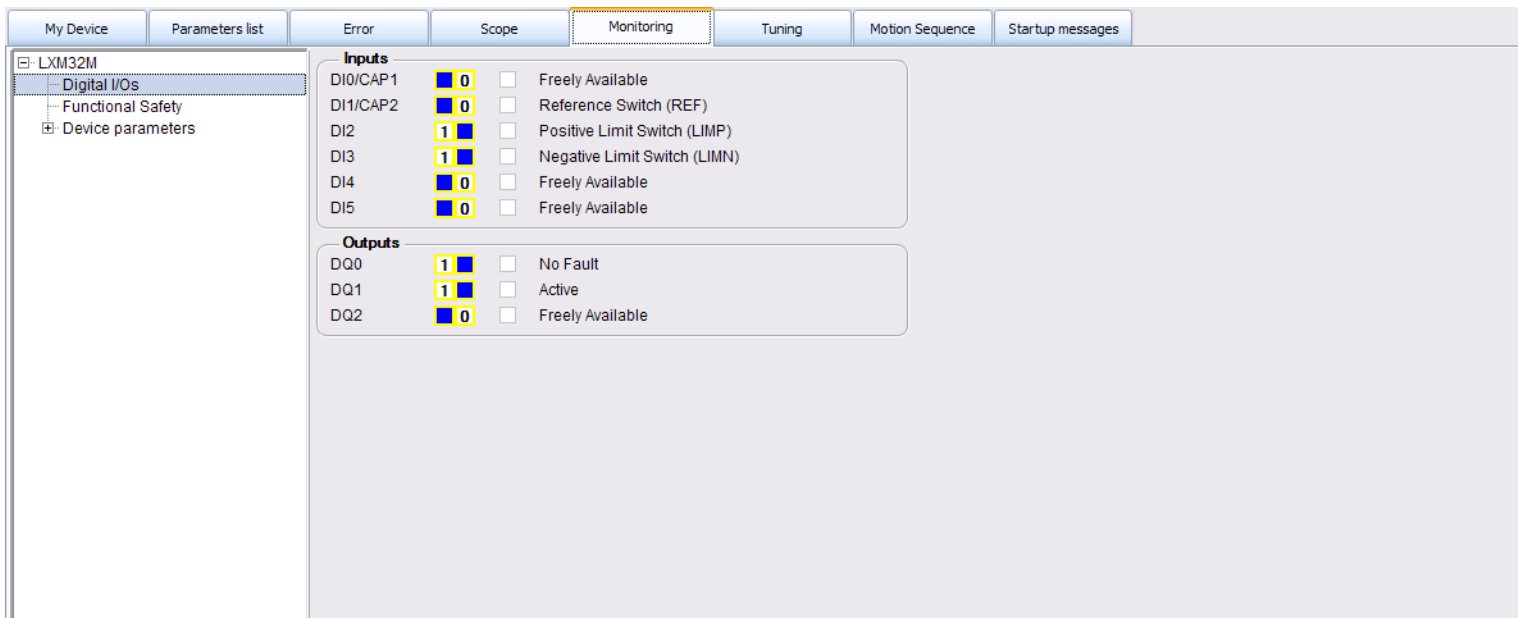 My Device Parameters list Error Scope Monitoring Tuning Motion Sequence Startup messages
LXM32M
Digital I/Os
Functional Safety
Device parameters
Inputs
DI0/CAP1 0 Freely Available
DI1/CAP2 0 Reference Switch (REF)
DI2 1 Positive Limit Switch (LIMP)
DI3 1 Negative Limit Switch (LIMN)
DI4 0 Freely Available
DI5 0 Freely Available
Outputs
DQ0 1 No Fault
DQ1 1 Active
DQ2 0 Freely Available